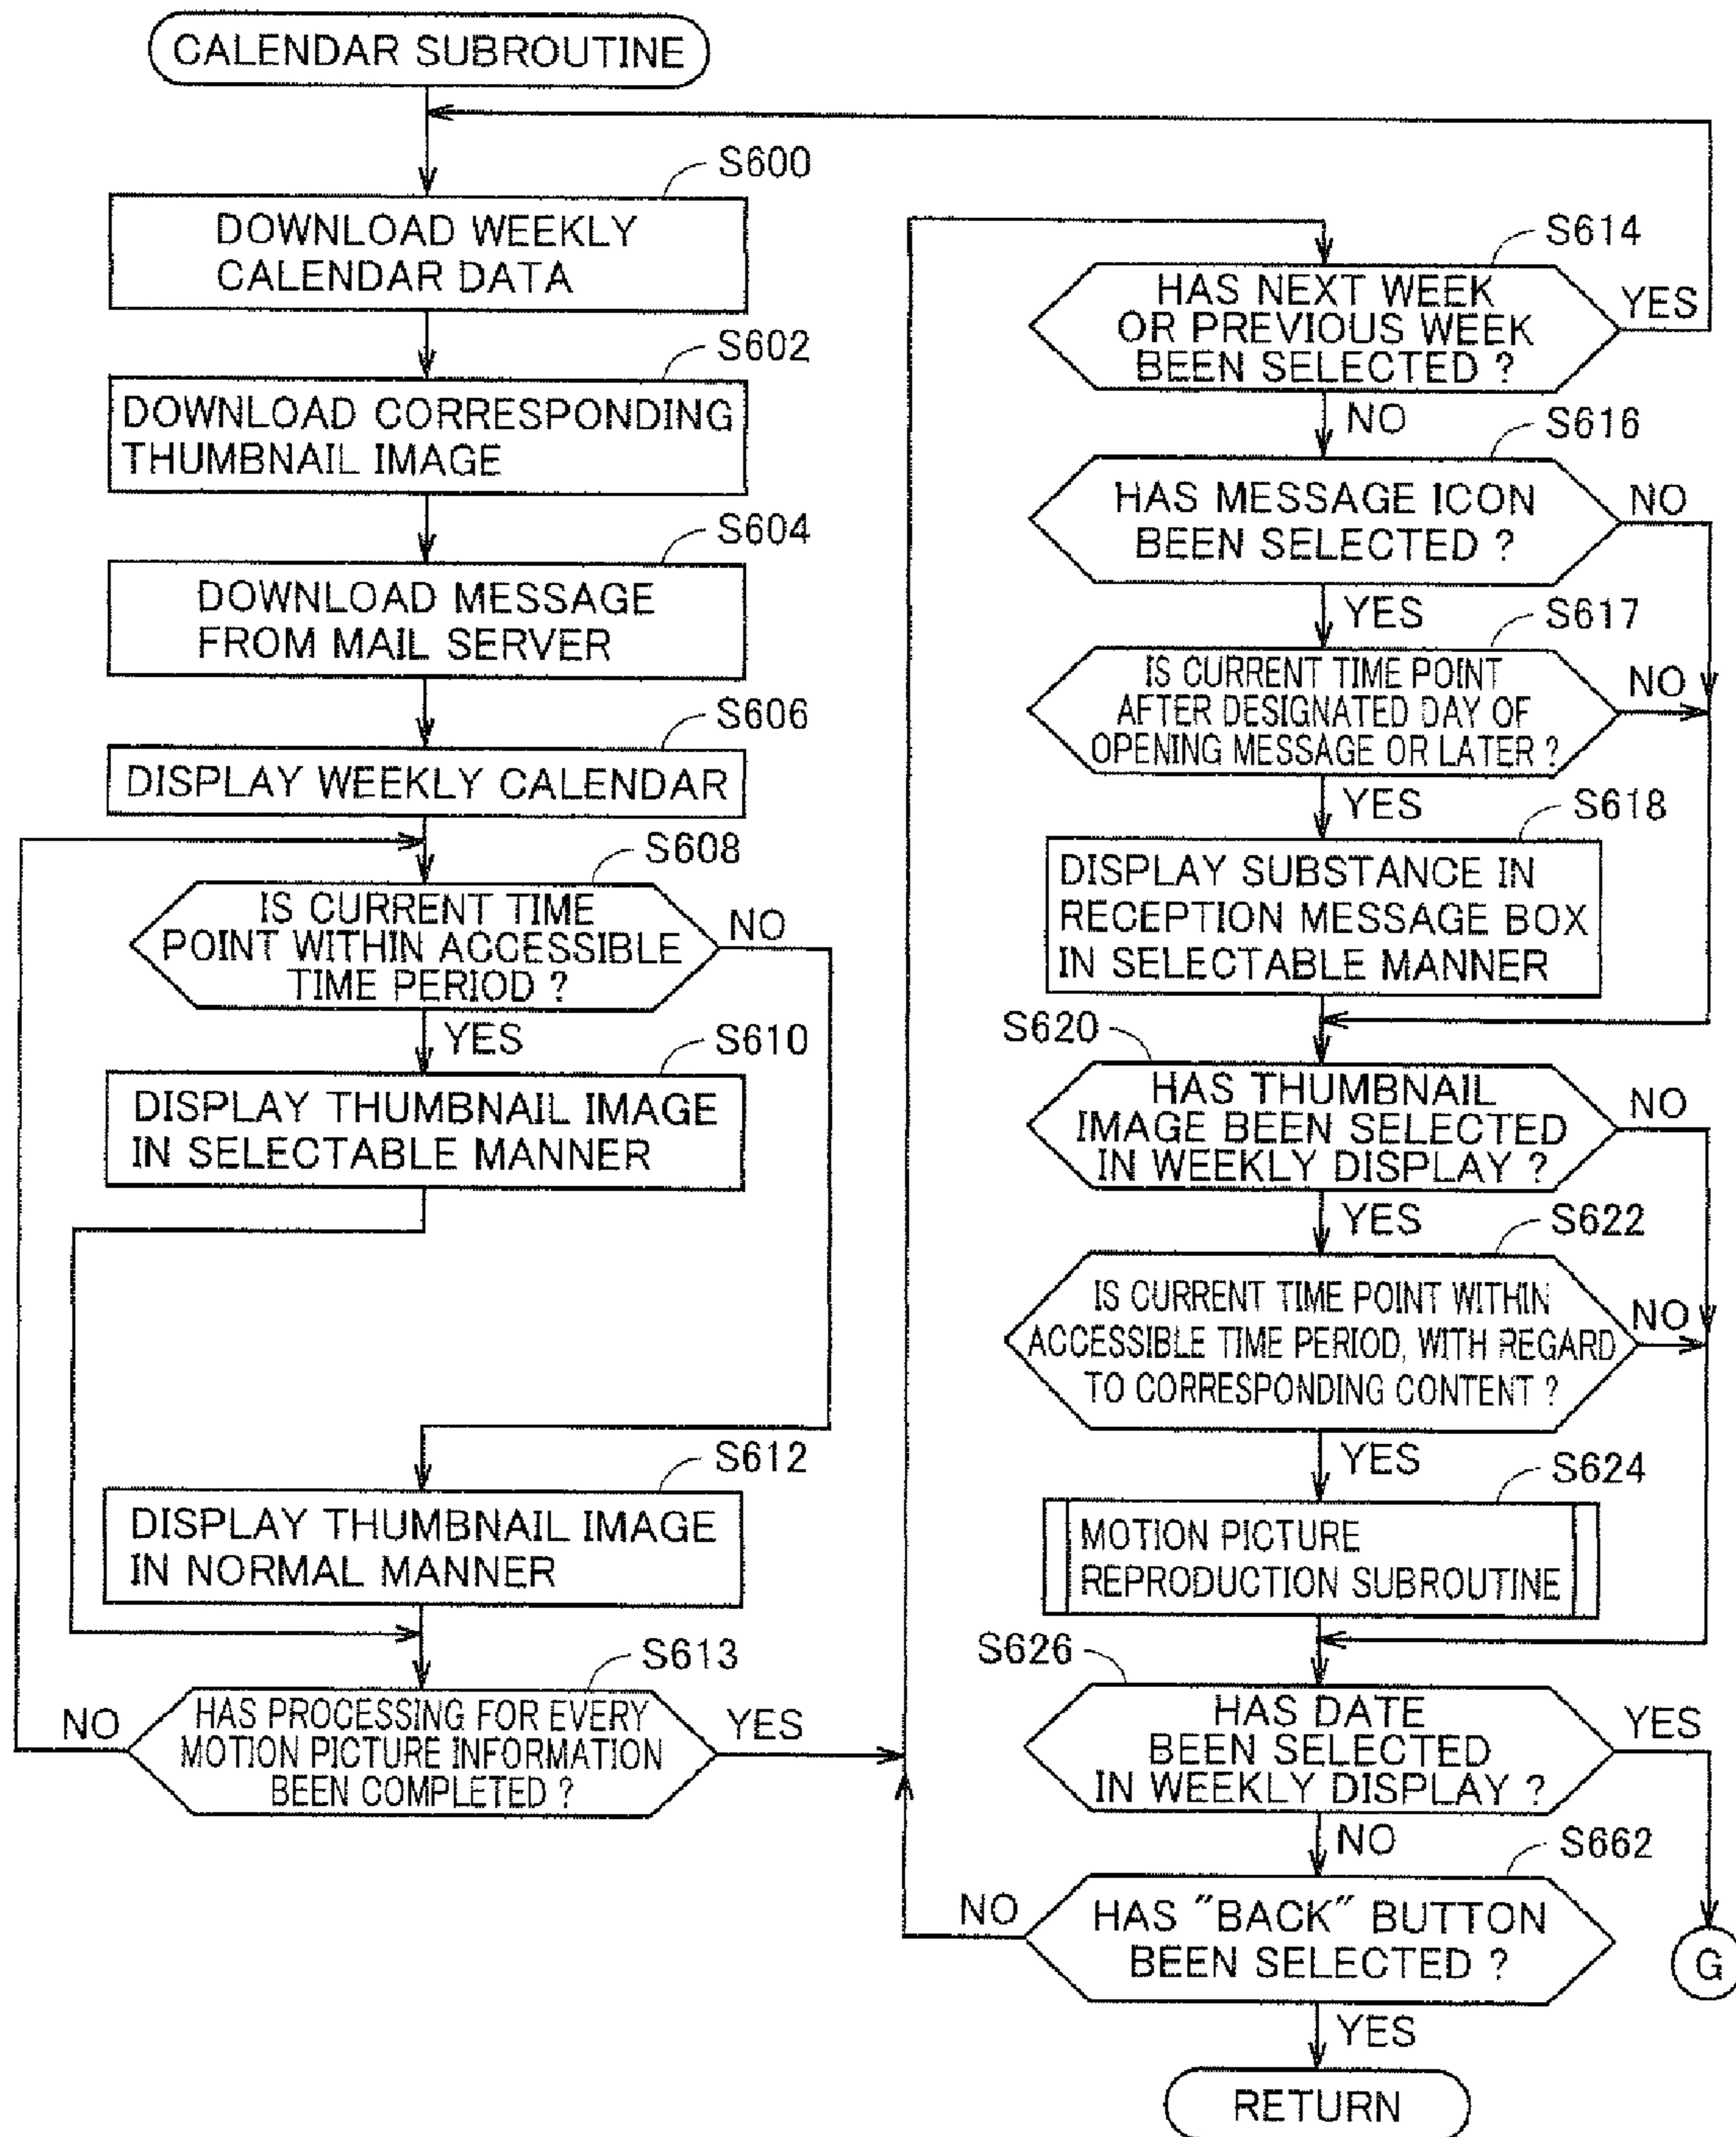 CALENDAR SUBROUTINE
S600
DOWNLOAD WEEKLY
CALENDAR DATA
S602
DOWNLOAD CORRESPONDING
THUMBNAIL IMAGE
S604
DOWNLOAD MESSAGE
FROM MAIL SERVER
S606
DISPLAY WEEKLY CALENDAR
S608
IS CURRENT TIME
POINT WITHIN ACCESSIBLE
TIME PERIOD ?
NO
YES
S610
DISPLAY THUMBNAIL IMAGE
IN SELECTABLE MANNER
S612
DISPLAY THUMBNAIL IMAGE
IN NORMAL MANNER
S613
HAS PROCESSING FOR EVERY
MOTION PICTURE INFORMATION
BEEN COMPLETED ?
NO
YES
S614
HAS NEXT WEEK
OR PREVIOUS WEEK
BEEN SELECTED ?
YES
NO
S616
HAS MESSAGE ICON
BEEN SELECTED ?
NO
YES
S617
IS CURRENT TIME POINT
AFTER DESIGNATED DAY OF
OPENING MESSAGE OR LATER ?
NO
YES
S618
DISPLAY SUBSTANCE IN
RECEPTION MESSAGE BOX
IN SELECTABLE MANNER
S620
HAS THUMBNAIL
IMAGE BEEN SELECTED
IN WEEKLY DISPLAY ?
NO
YES
S622
IS CURRENT TIME POINT WITHIN
ACCESSIBLE TIME PERIOD, WITH REGARD
TO CORRESPONDING CONTENT ?
NO
YES
S624
MOTION PICTURE
REPRODUCTION SUBROUTINE
S626
HAS DATE
BEEN SELECTED
IN WEEKLY DISPLAY ?
YES
NO
S662
HAS "BACK" BUTTON
BEEN SELECTED ?
NO
G
YES
RETURN